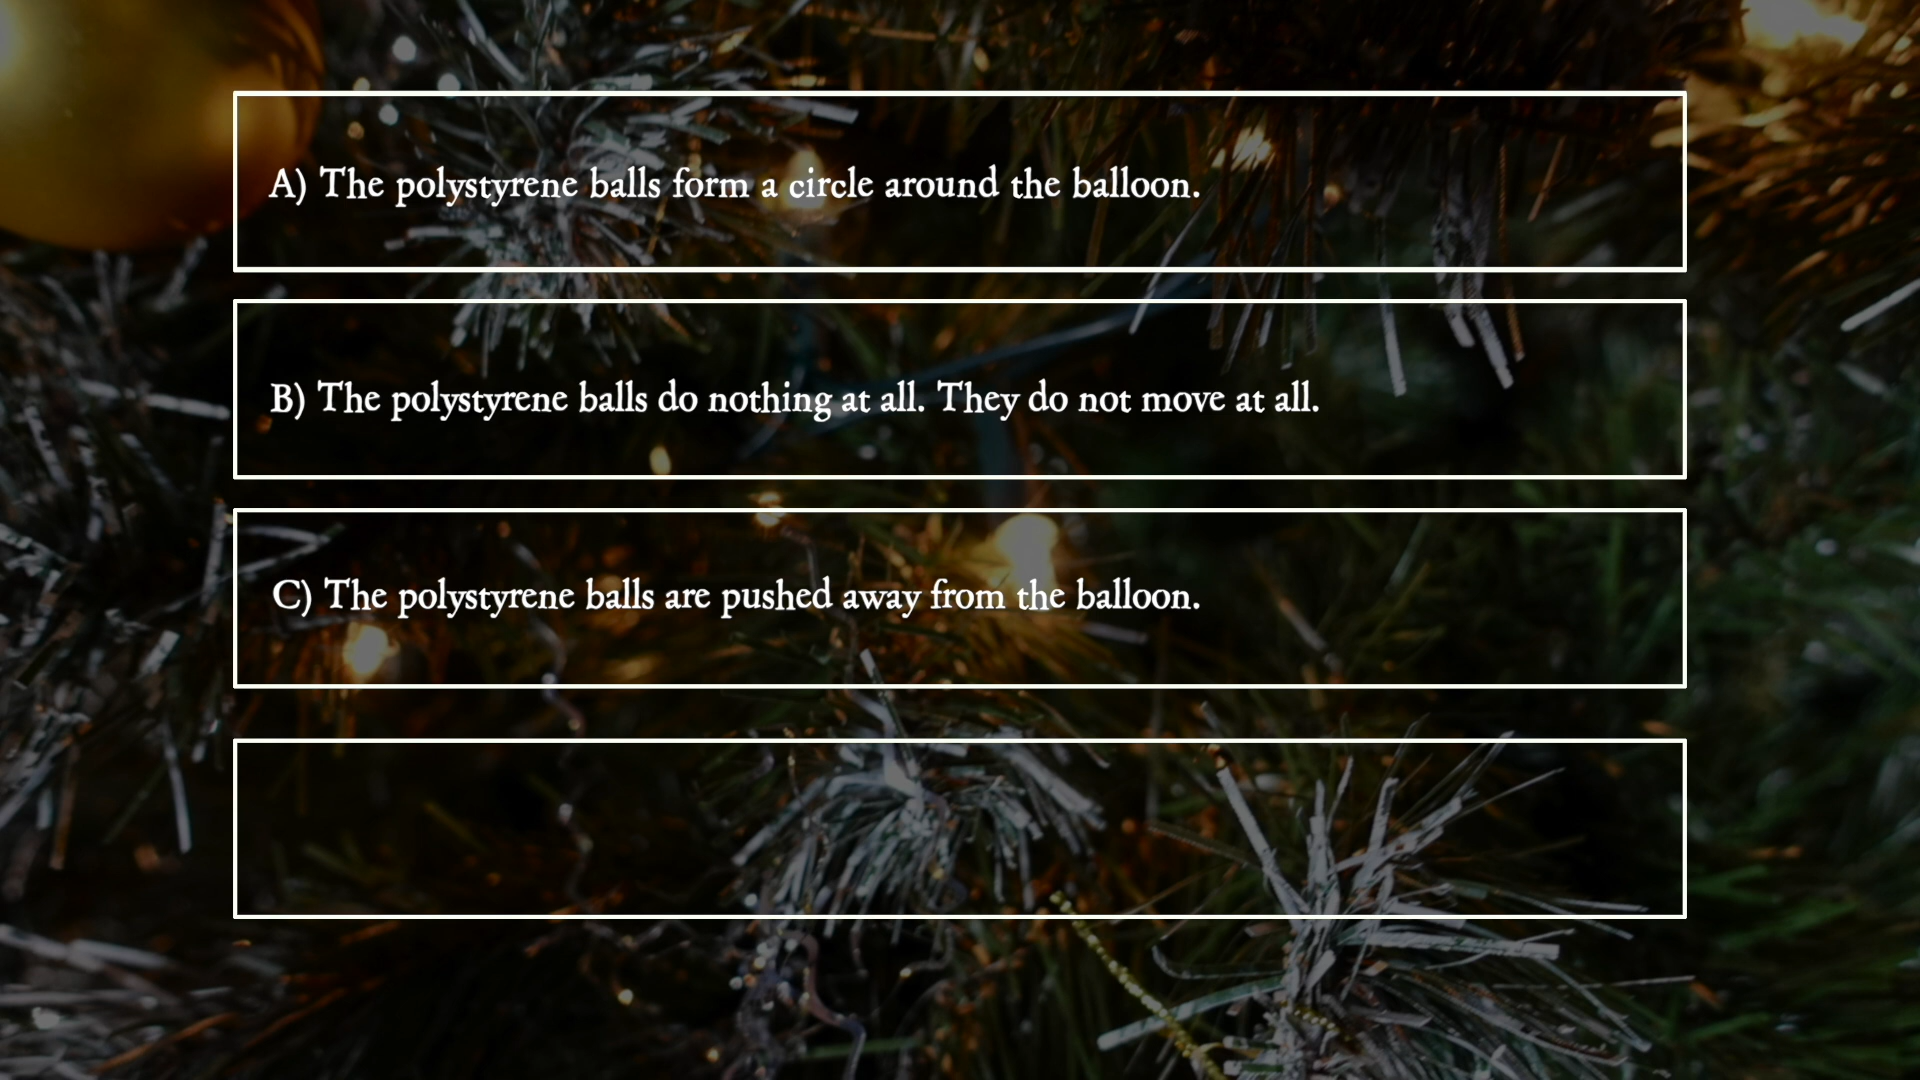 A) The polystyrene balls form a circle around the balloon.
B) The polystyrene balls do nothing at all. They do not move at all.
C) The polystyrene balls are pushed away from the balloon.